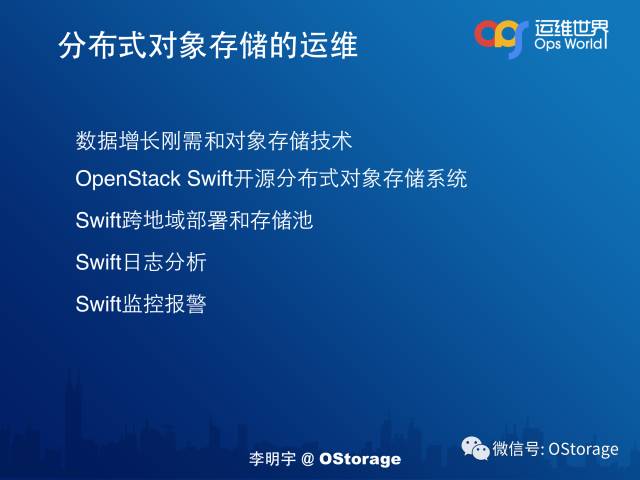 分布式对象存储的运维
运维世界
Ops World
数据增长刚需和对象存储技术
OpenStack Swift开源分布式对象存储系统
Swift跨地域部署和存储池
Swift日志分析
Swift监控报警
李明宇 @ OStorage
微信号: OStorage